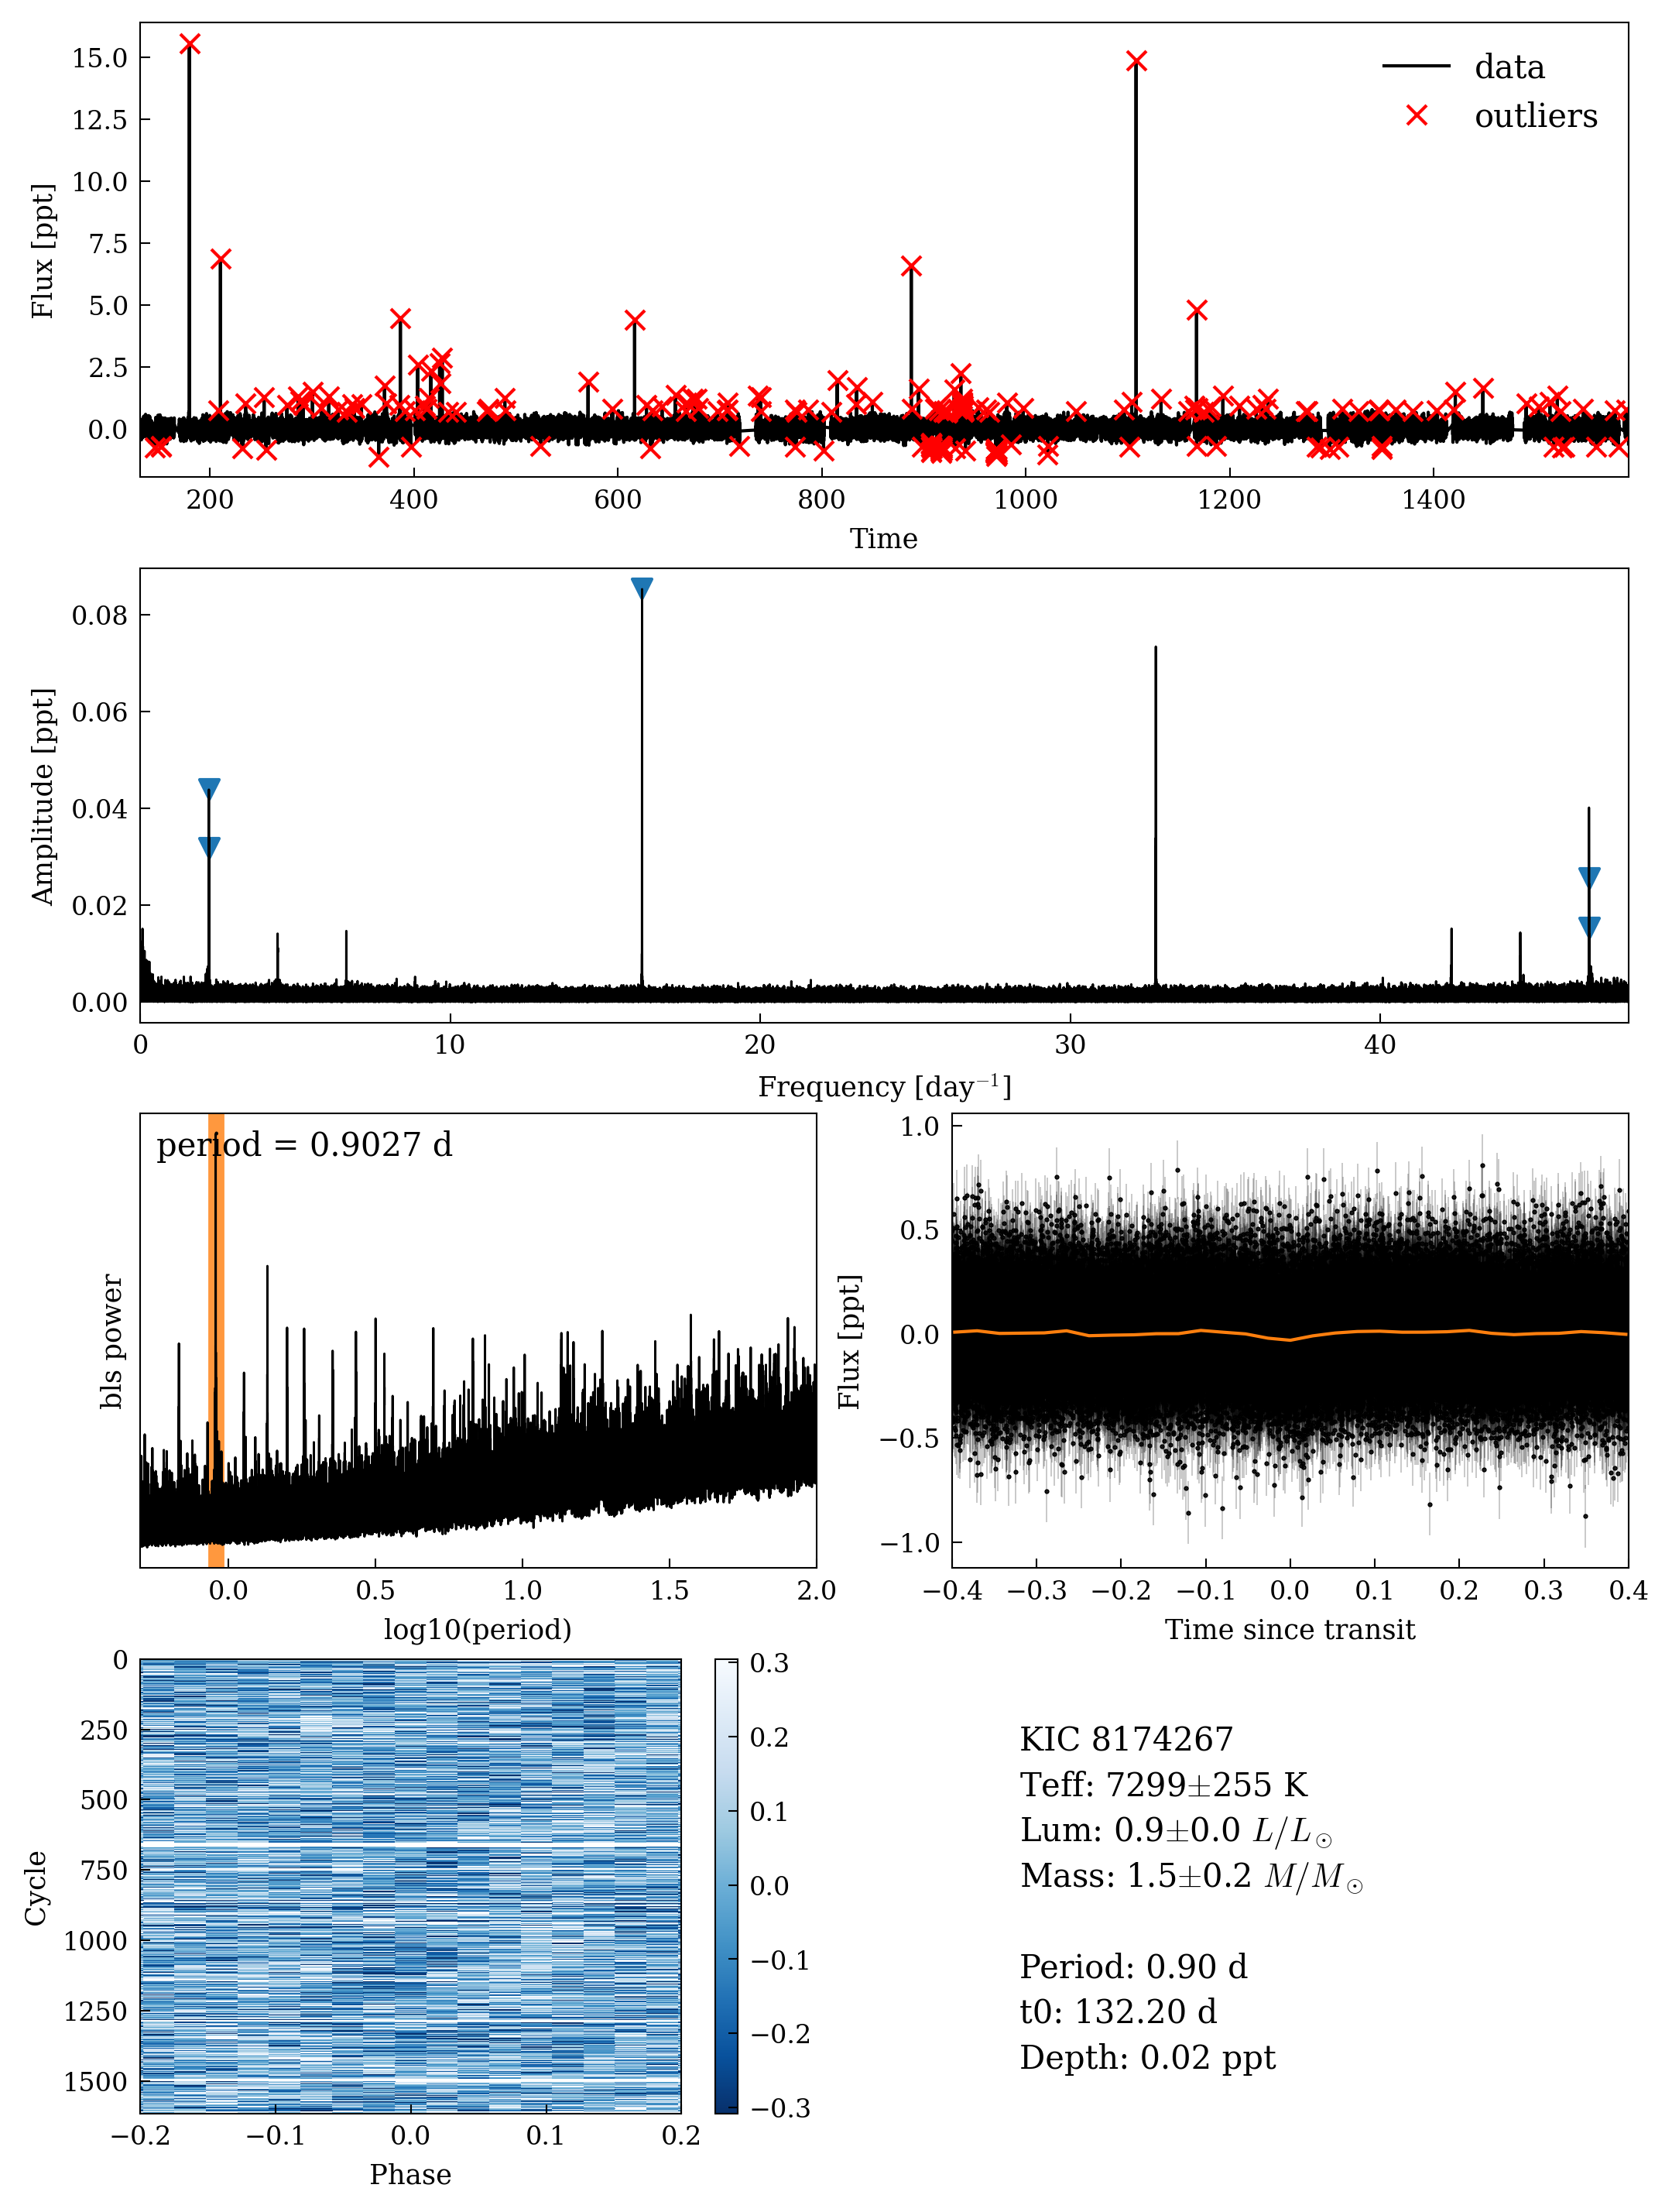 15.0
12.5
10.0
7.5
5.0
2.5
0.0
Flux [ppt]
data
outliers
200 400 600 800 1000 1200 1400
Time
0.08
0.06
0.04
0.02
0.00
Amplitude [ppt]
0 10 20 30 40
Frequency [day⁻¹]
period = 0.9027 d
bls power
0.0 0.5 1.0 1.5 2.0
log10(period)
1.0
0.5
0.0
−0.5
−1.0
Flux [ppt]
−0.4 −0.3 −0.2 −0.1 0.0 0.1 0.2 0.3 0.4
Time since transit
0
250
500
750
1000
1250
1500
Cycle
−0.2 −0.1 0.0 0.1 0.2
Phase
0.3
0.2
0.1
0.0
−0.1
−0.2
−0.3
KIC 8174267
Teff: 7299±255 K
Lum: 0.9±0.0 L/L☉
Mass: 1.5±0.2 M/M☉
Period: 0.90 d
t0: 132.20 d
Depth: 0.02 ppt